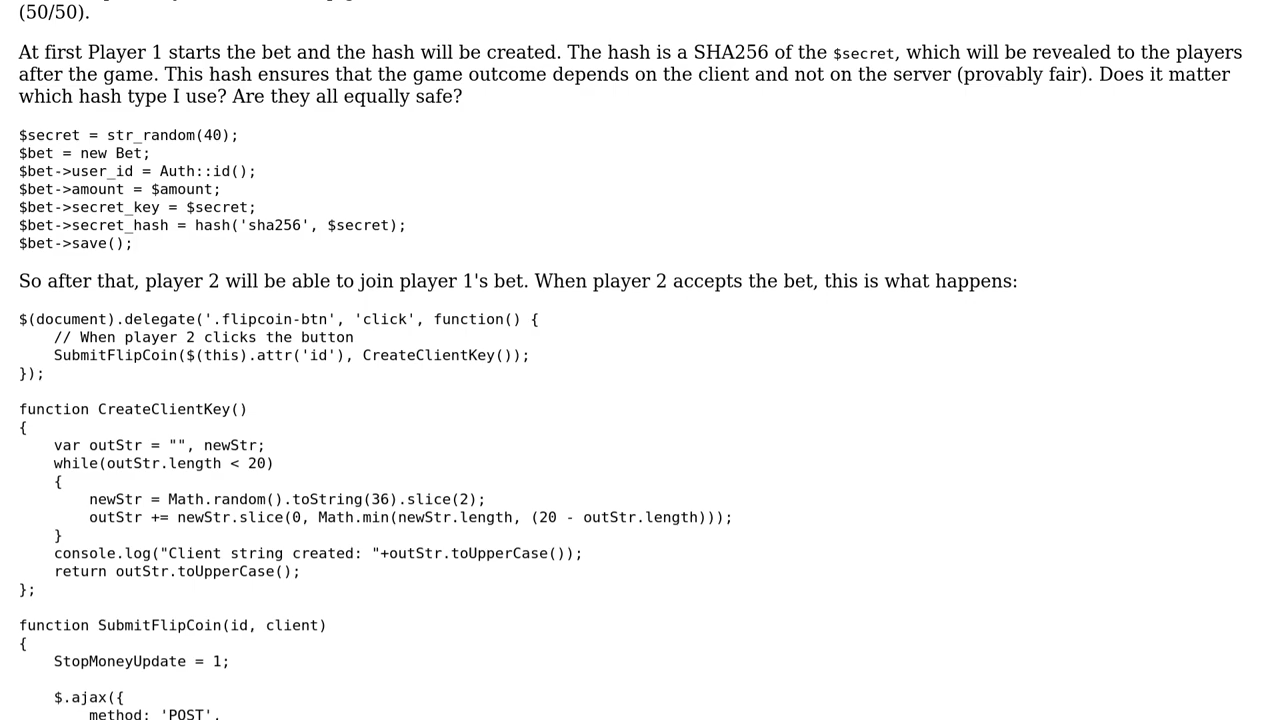 (50/50).
At first Player 1 starts the bet and the hash will be created. The hash is a SHA256 of the $secret, which will be revealed to the players
after the game. This hash ensures that the game outcome depends on the client and not on the server (provably fair). Does it matter
which hash type I use? Are they all equally safe?
$secret = str_random(40);
$bet = new Bet;
$bet->user_id = Auth::id();
$bet->amount = $amount;
$bet->secret_key = $secret;
$bet->secret_hash = hash('sha256', $secret);
$bet->save();
So after that, player 2 will be able to join player 1's bet. When player 2 accepts the bet, this is what happens:
$(document).delegate('.flipcoin-btn', 'click', function() {
    // When player 2 clicks the button
    SubmitFlipCoin($(this).attr('id'), CreateClientKey());
});
function CreateClientKey()
{
    var outStr = "", newStr;
    while(outStr.length < 20)
    {
        newStr = Math.random().toString(36).slice(2);
        outStr += newStr.slice(0, Math.min(newStr.length, (20 - outStr.length)));
    }
    console.log("Client string created: "+outStr.toUpperCase());
    return outStr.toUpperCase();
};
function SubmitFlipCoin(id, client)
{
    StopMoneyUpdate = 1;
    $.ajax({
        method: 'POST',